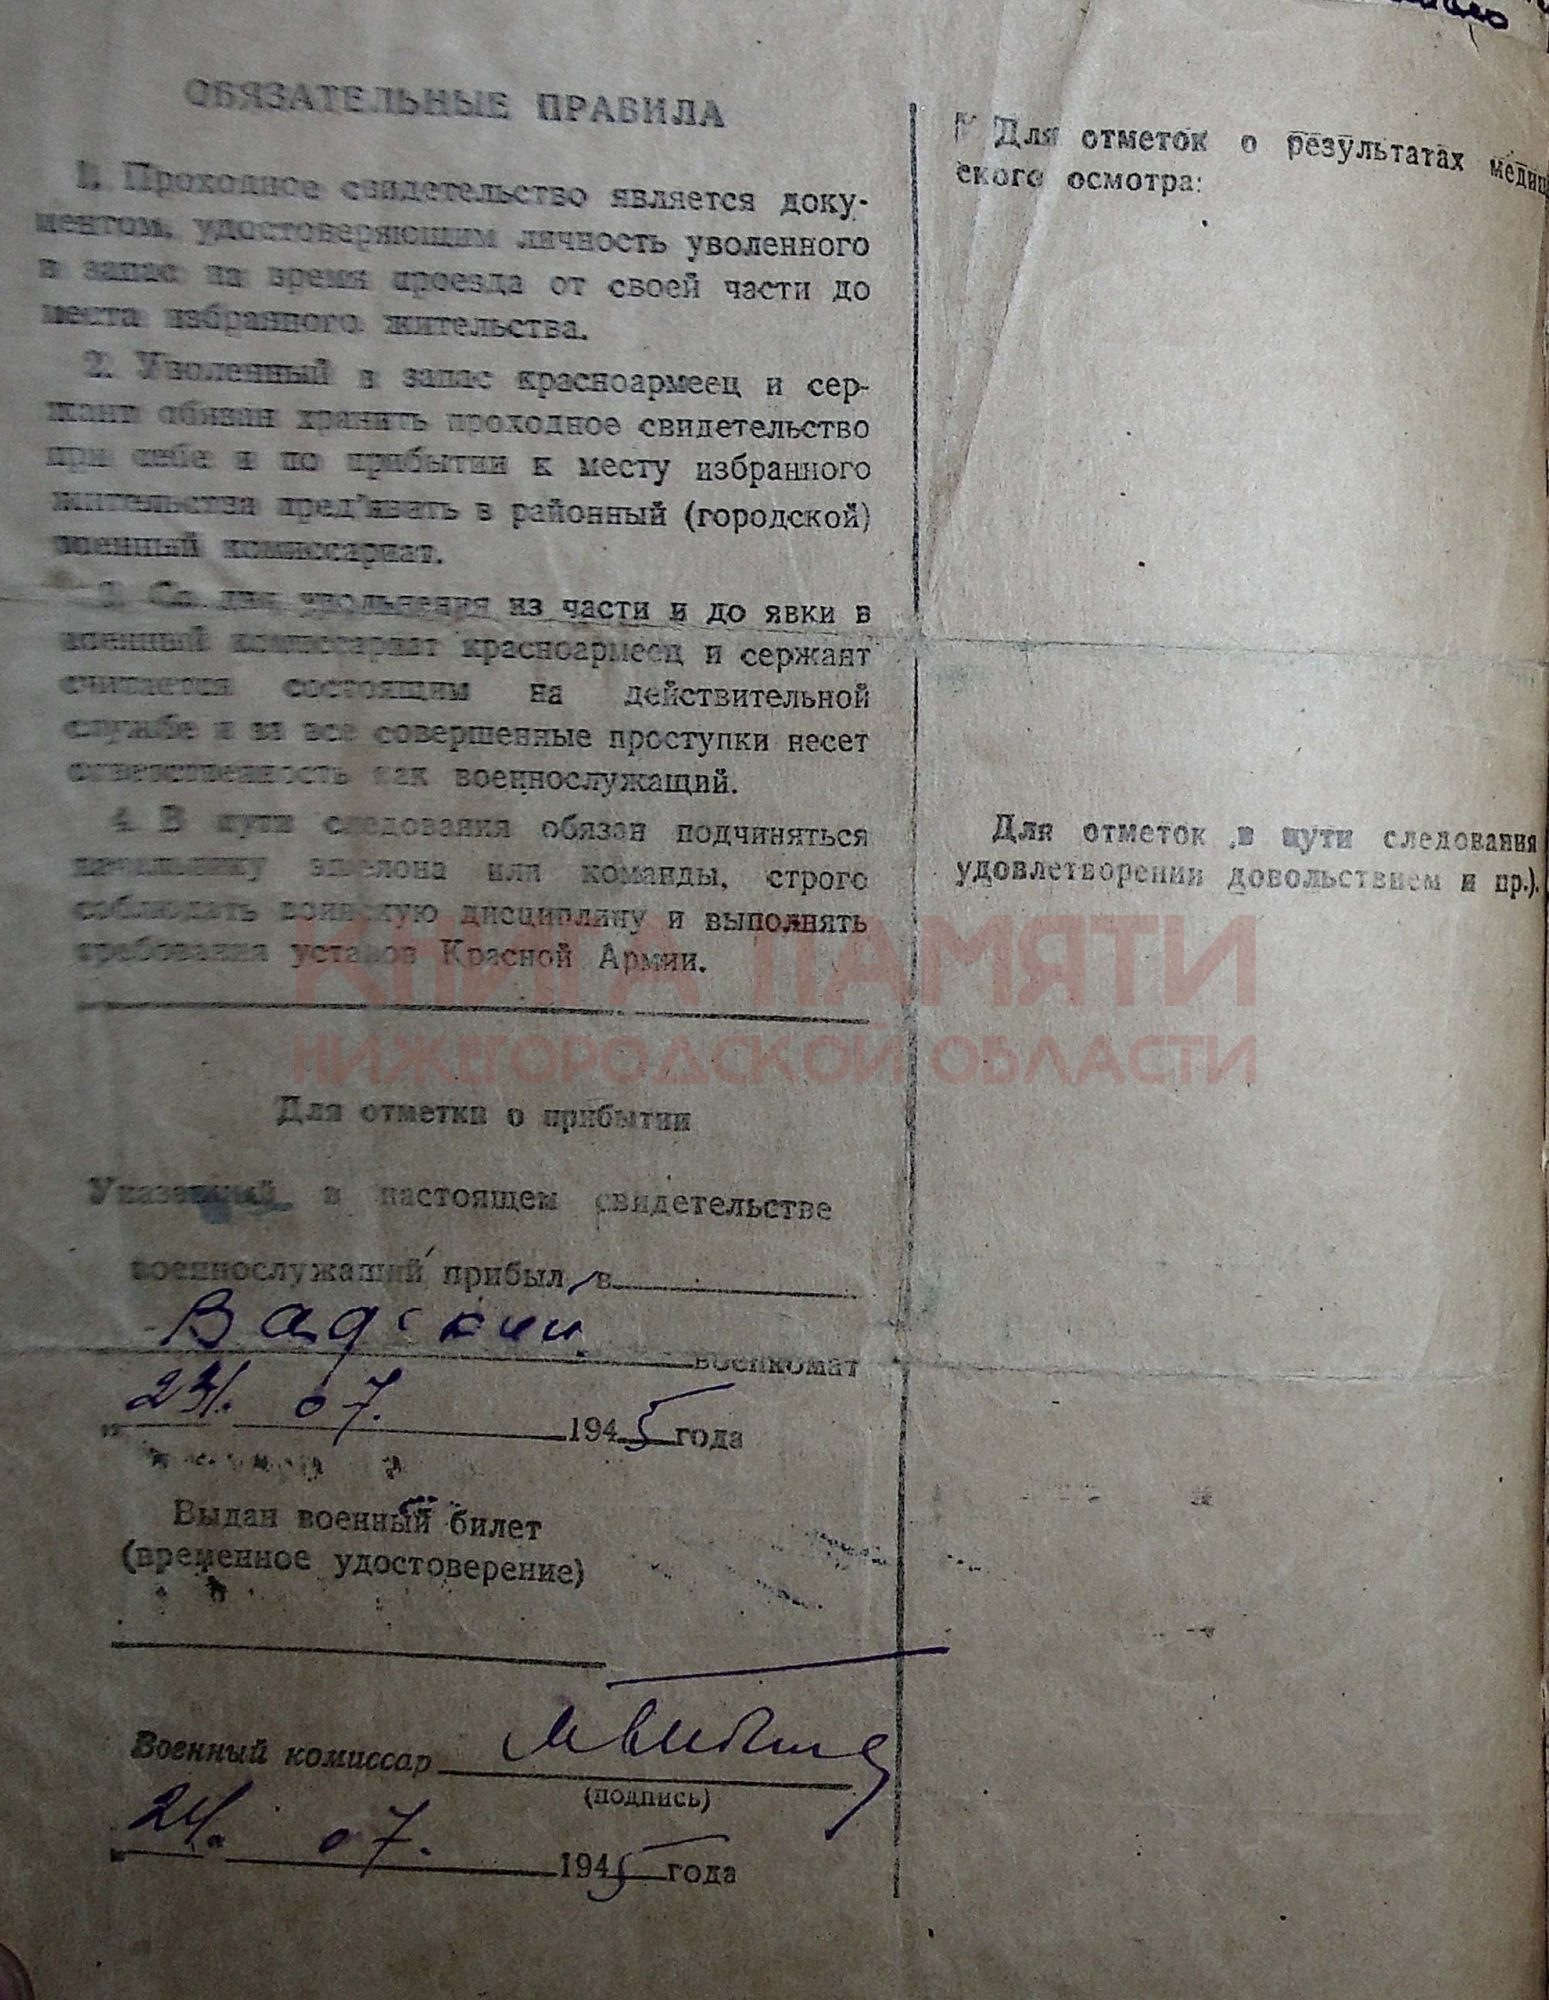 ОБЯЗАТЕЛЬНЫЕ ПРАВИЛА
1. Проходное свидетельство является доку-
ментом, удостоверяющим личность уволенного
в запас на время проезда от своей части до
места избранного жительства.
2. Уволенный в запас красноармеец и сер-
жант обязан хранить проходное свидетельство
при себе и по прибытии к месту избранного
жительства пред'явить в районный (городской)
военный комиссариат.
3. Со дня увольнения из части и до явки в
военный комиссариат красноармеец и сержант
считается состоящим на действительной
службе и за все совершенные проступки несет
ответственность как военнослужащий.
4. В пути следования обязан подчиняться
начальнику эшелона или команды, строго
соблюдать воинскую дисциплину и выполнять
требования уставов Красной Армии.
Для отметки о прибытии
Указанный в настоящем свидетельстве
военнослужащий прибыл в
Вадский
военкомат
07. 1945 года
Выдан военный билет
(временное удостоверение)
Военный комиссар
(подпись)
24. 07. 1945 года
Для отметок о результатах медиц
ского осмотра:
Для отметок в пути следования
удовлетворении довольствием и пр.).
КНИГА ПАМЯТИ
НИЖЕГОРОДСКОЙ ОБЛАСТИ